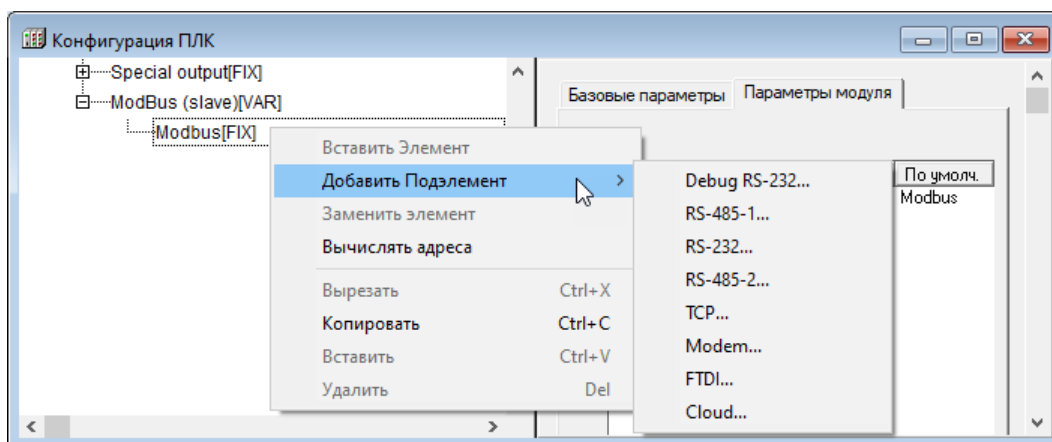 Конфигурация ПЛК
Special output[FIX]
ModBus (slave)[VAR]
Modbus[FIX]
Базовые параметры
Параметры модуля
По умолч.
Modbus
Вставить Элемент
Добавить Подэлемент
Заменить элемент
Вычислять адреса
Вырезать Ctrl+X
Копировать Ctrl+C
Вставить Ctrl+V
Удалить Del
Debug RS-232...
RS-485-1...
RS-232...
RS-485-2...
TCP...
Modem...
FTDI...
Cloud...